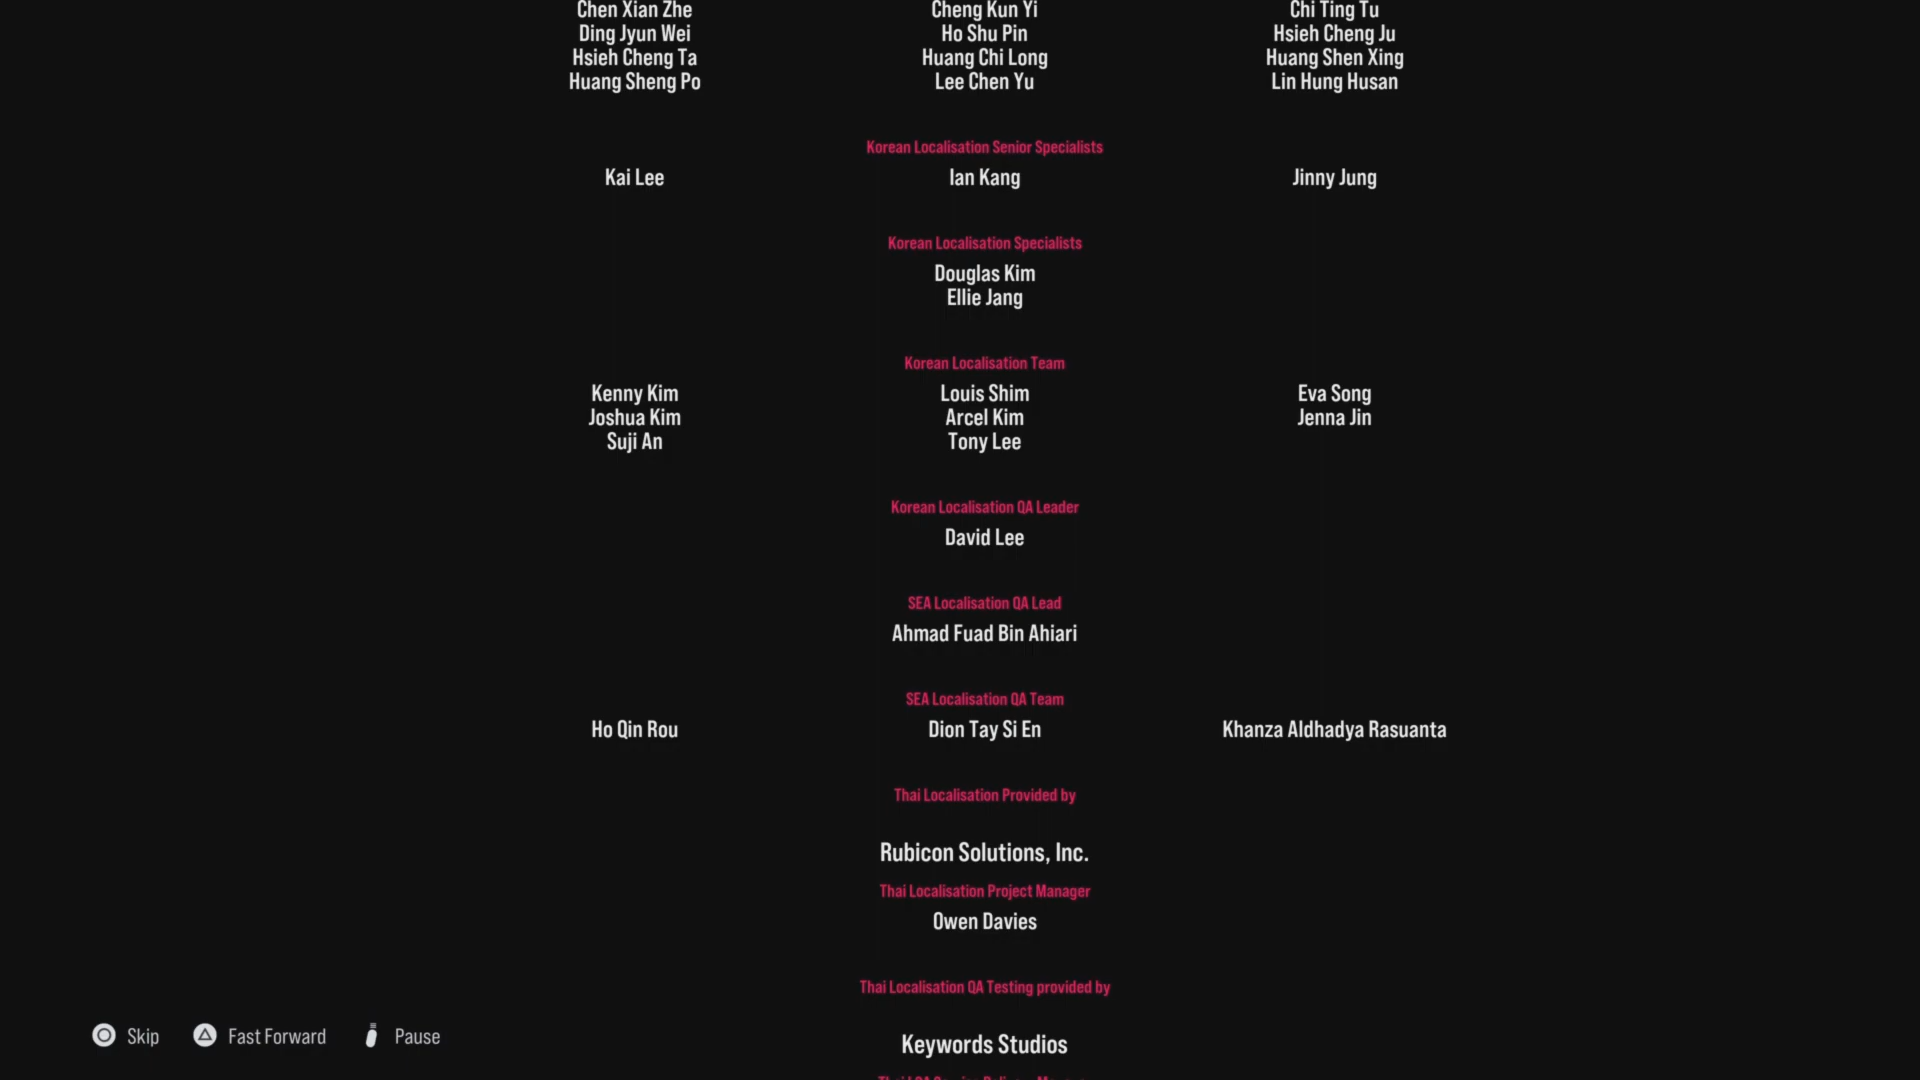 Chen Xian Zhe Cheng Kun Yi Chi Ting Tu
Ding Jyun Wei Ho Shu Pin Hsieh Cheng Ju
Hsieh Cheng Ta Huang Chi Long Huang Shen Xing
Huang Sheng Po Lee Chen Yu Lin Hung Husan
Korean Localisation Senior Specialists
Kai Lee Ian Kang Jinny Jung
Korean Localisation Specialists
Douglas Kim
Ellie Jang
Korean Localisation Team
Kenny Kim Louis Shim Eva Song
Joshua Kim Arcel Kim Jenna Jin
Suji An Tony Lee
Korean Localisation QA Leader
David Lee
SEA Localisation QA Lead
Ahmad Fuad Bin Ahiari
SEA Localisation QA Team
Ho Qin Rou Dion Tay Si En Khanza Aldhadya Rasuanta
Thai Localisation Provided by
Rubicon Solutions, Inc.
Thai Localisation Project Manager
Owen Davies
Thai Localisation QA Testing provided by
Keywords Studios
Skip Fast Forward Pause